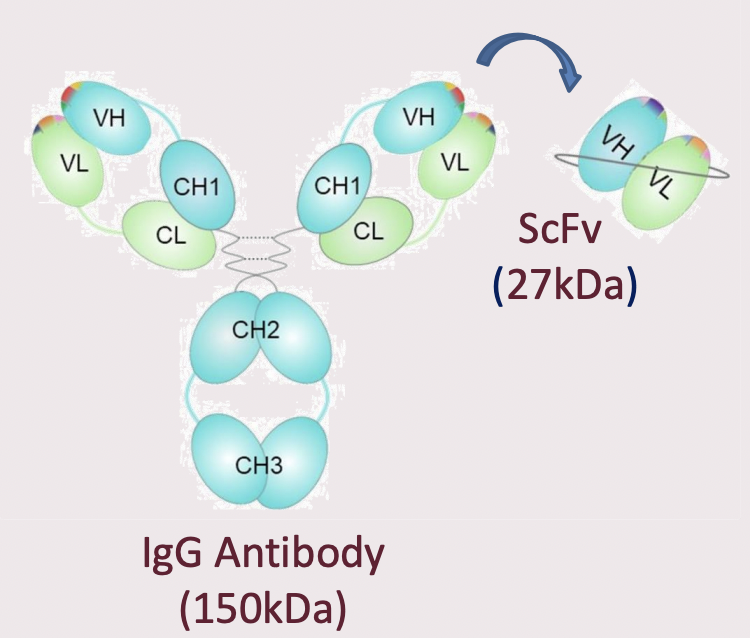 VH
VL
CH1
CL
VH
VL
CH1
CL
CH2
CH3
IgG Antibody
(150kDa)
VH
VL
ScFv
(27kDa)